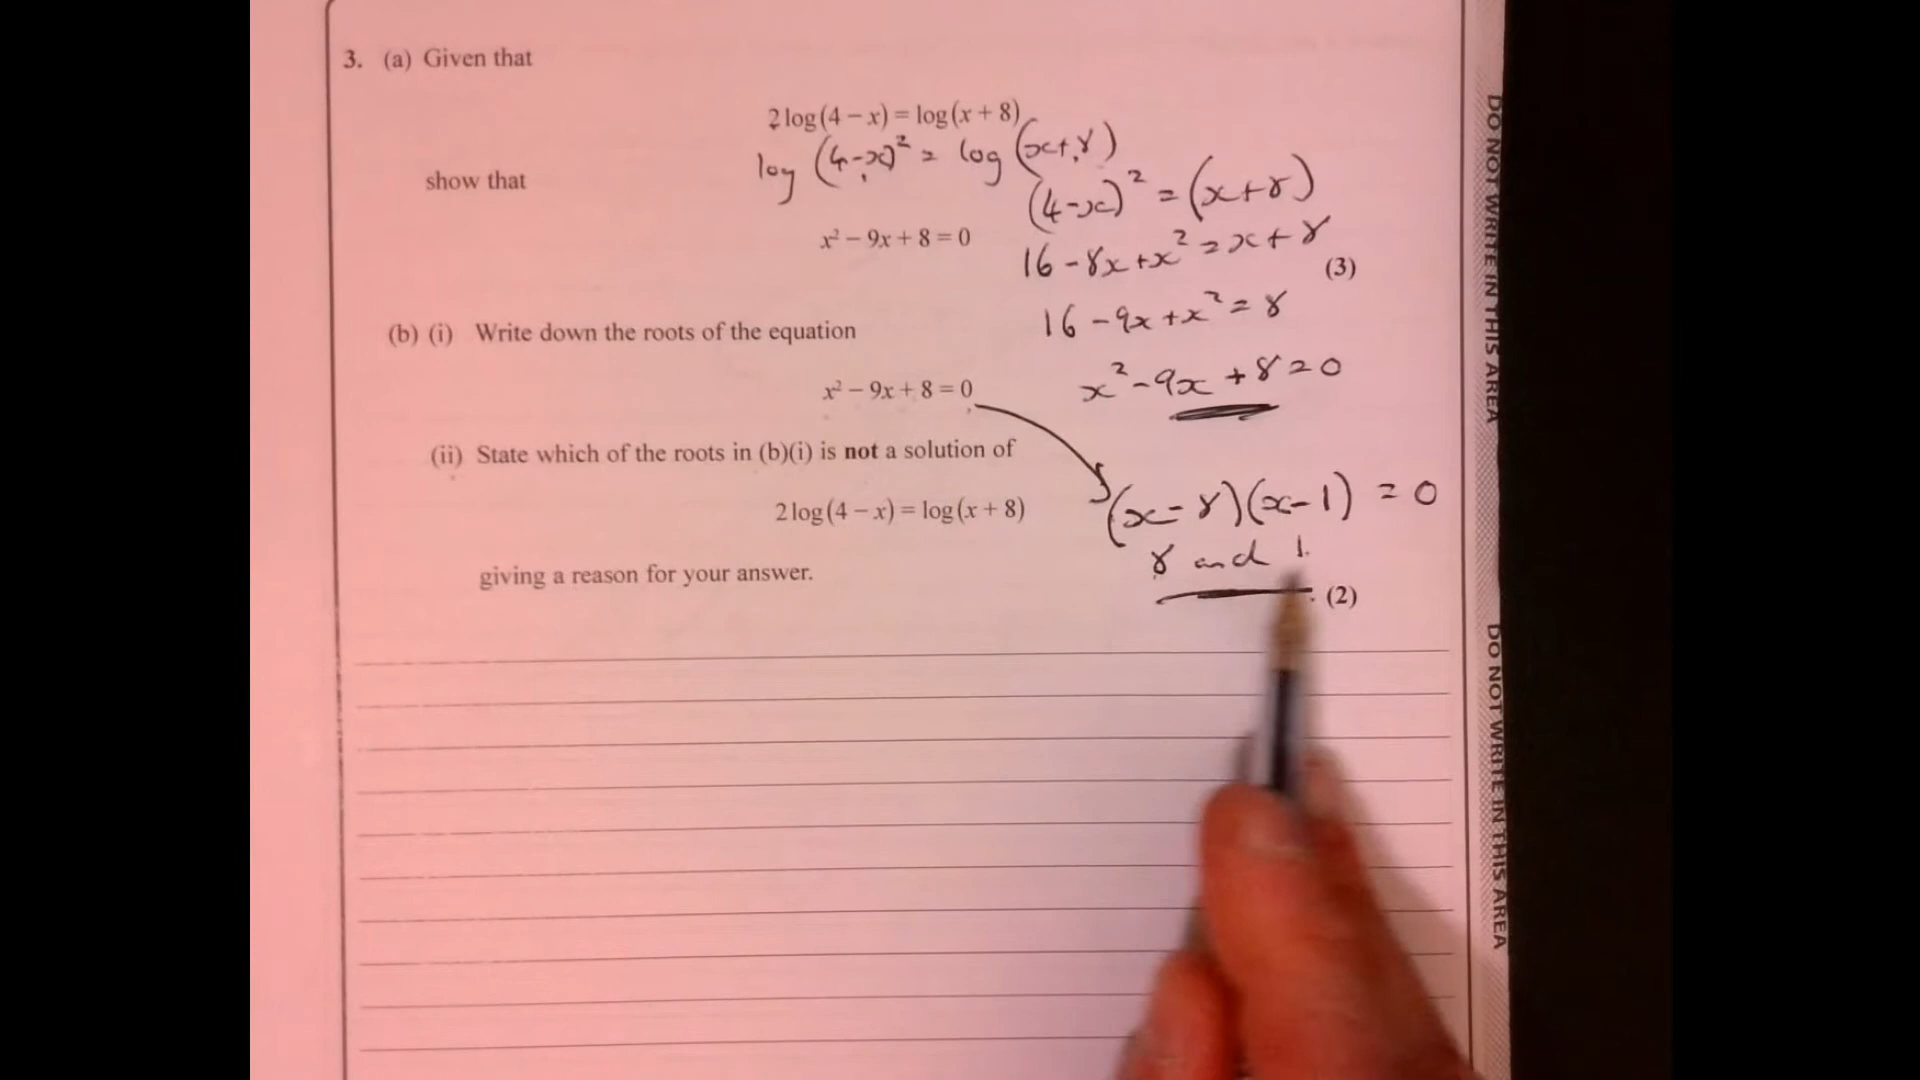 3. (a) Given that
2log(4 − x) = log(x + 8)
log (4-x)² = log (x+8)
show that
(4-x)² = (x+8)
x² − 9x + 8 = 0
16 - 8x + x² = x + 8
(3)
16 - 9x + x² = 8
(b) (i) Write down the roots of the equation
x² - 9x + 8 = 0
x² − 9x + 8 = 0
(ii) State which of the roots in (b)(i) is not a solution of
(x - 8)(x - 1) = 0
2log(4 − x) = log(x + 8)
8 and 1.
giving a reason for your answer.
(2)
DO NOT WRITE IN THIS AREA
DO NOT WRITE IN THIS AREA